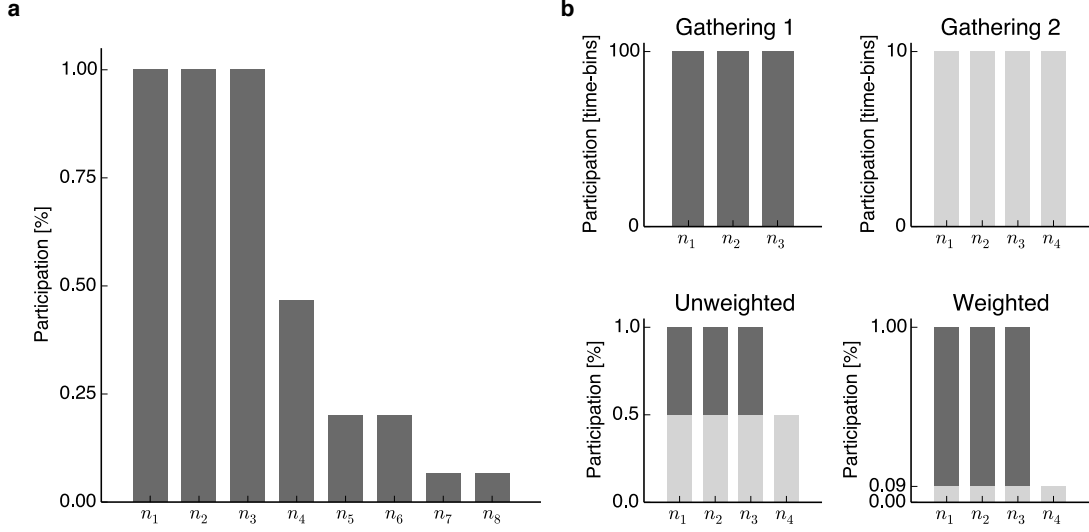 a
Participation [%]
1.00
0.75
0.50
0.25
0.00
n₁ n₂ n₃ n₄ n₅ n₆ n₇ n₈
b
Gathering 1
Participation [time-bins]
100
0
n₁ n₂ n₃
Gathering 2
Participation [time-bins]
10
0
n₁ n₂ n₃ n₄
Unweighted
Participation [%]
1.0
0.5
0.0
n₁ n₂ n₃ n₄
Weighted
Participation [%]
1.00
0.09
0.00
n₁ n₂ n₃ n₄